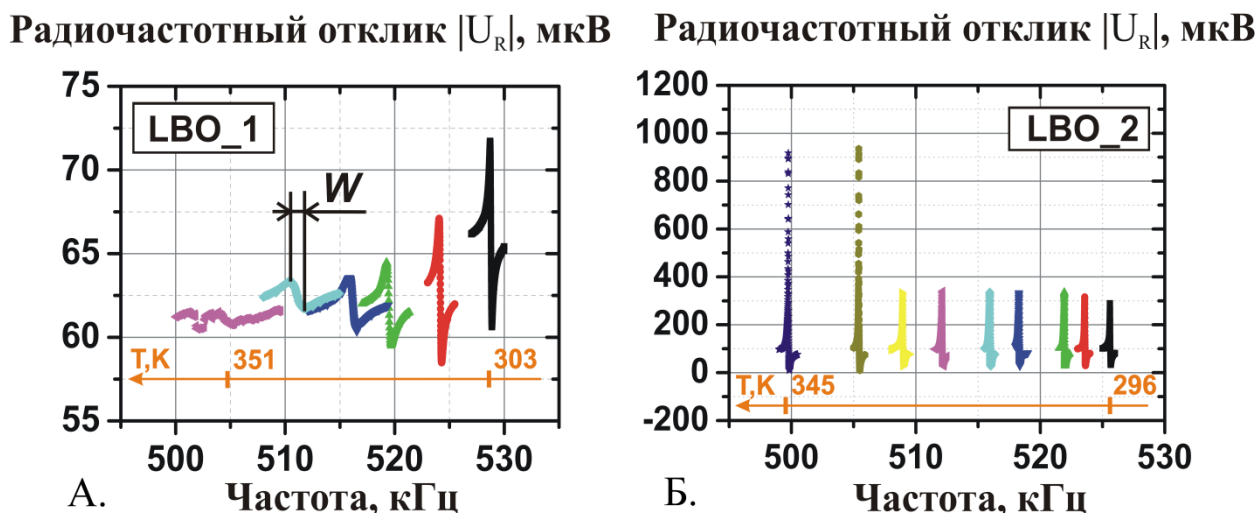 Радиочастотный отклик |U_R|, мкВ
75
70
65
60
55
LBO_1
W
T,K
351
303
500 510 520 530
А.
Частота, кГц
Радиочастотный отклик |U_R|, мкВ
1200
1000
800
600
400
200
0
-200
LBO_2
T,K
345
296
500 510 520 530
Б.
Частота, кГц